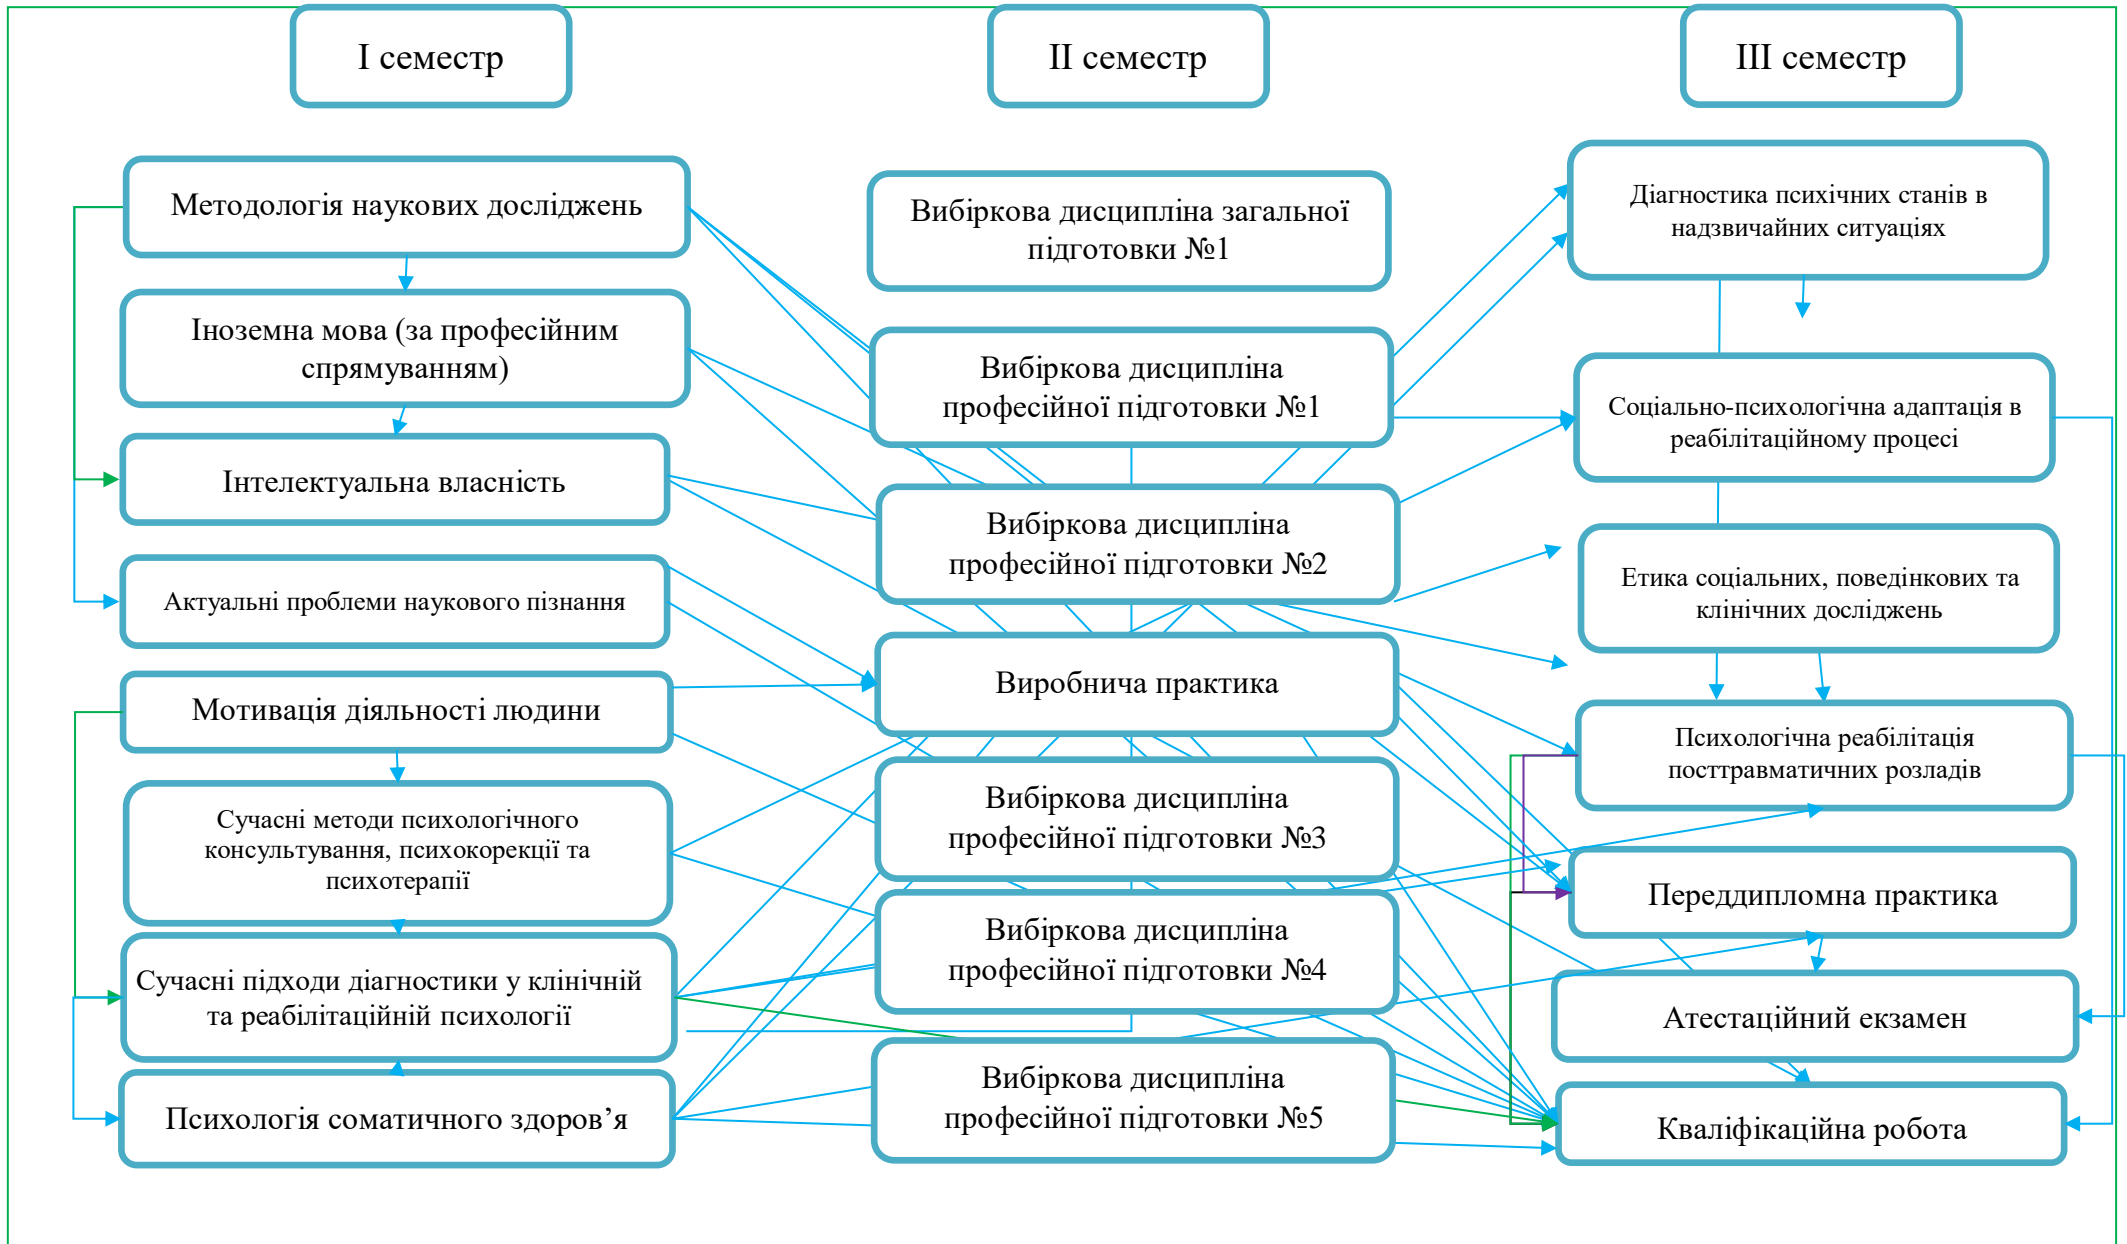 I семестр
Методологія наукових досліджень
Іноземна мова (за професійним
спрямуванням)
Інтелектуальна власність
Актуальні проблеми наукового пізнання
Мотивація діяльності людини
Сучасні методи психологічного
консультування, психокорекції та
психотерапії
Сучасні підходи діагностики у клінічній
та реабілітаційній психології
Психологія соматичного здоров’я
II семестр
Вибіркова дисципліна загальної
підготовки №1
Вибіркова дисципліна
професійної підготовки №1
Вибіркова дисципліна
професійної підготовки №2
Виробнича практика
Вибіркова дисципліна
професійної підготовки №3
Вибіркова дисципліна
професійної підготовки №4
Вибіркова дисципліна
професійної підготовки №5
III семестр
Діагностика психічних станів в
надзвичайних ситуаціях
Соціально-психологічна адаптація в
реабілітаційному процесі
Етика соціальних, поведінкових та
клінічних досліджень
Психологічна реабілітація
посттравматичних розладів
Переддипломна практика
Атестаційний екзамен
Кваліфікаційна робота